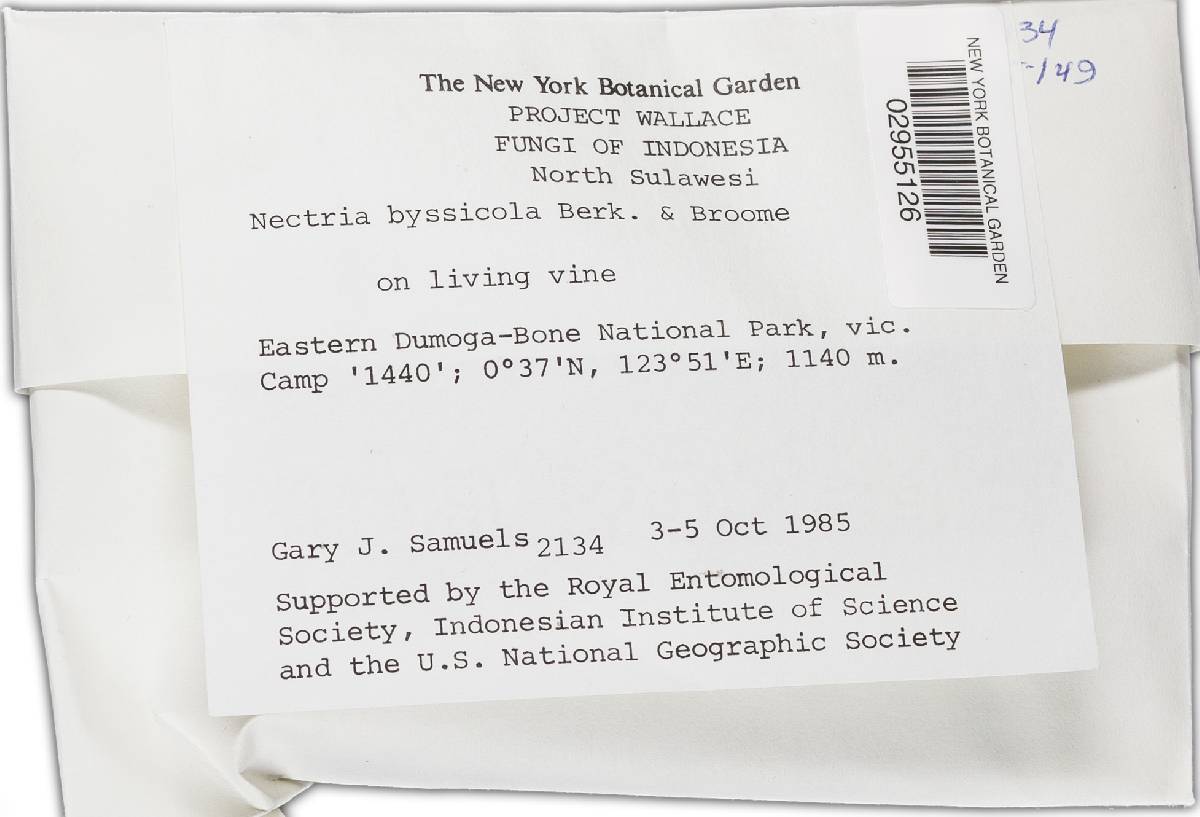 The New York Botanical Garden
PROJECT WALLACE
FUNGI OF INDONESIA
North Sulawesi
Nectria byssicola Berk. & Broome
on living vine
Eastern Dumoga-Bone National Park, vic.
Camp '1440'; 0°37'N, 123°51'E; 1140 m.
Gary J. Samuels 2134 3-5 Oct 1985
Supported by the Royal Entomological
Society, Indonesian Institute of Science
and the U.S. National Geographic Society
NEW YORK BOTANICAL GARDEN
02955126
34
-149